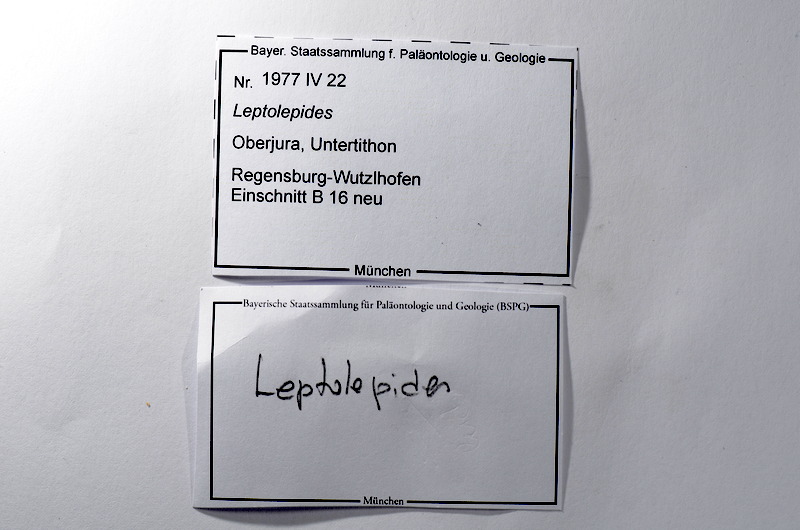 Bayer. Staatssammlung f. Paläontologie u. Geologie
Nr. 1977 IV 22
Leptolepides
Oberjura, Untertithon
Regensburg-Wutzlhofen
Einschnitt B 16 neu
München
Bayerische Staatssammlung für Paläontologie und Geologie (BSPG)
Leptolepides
München